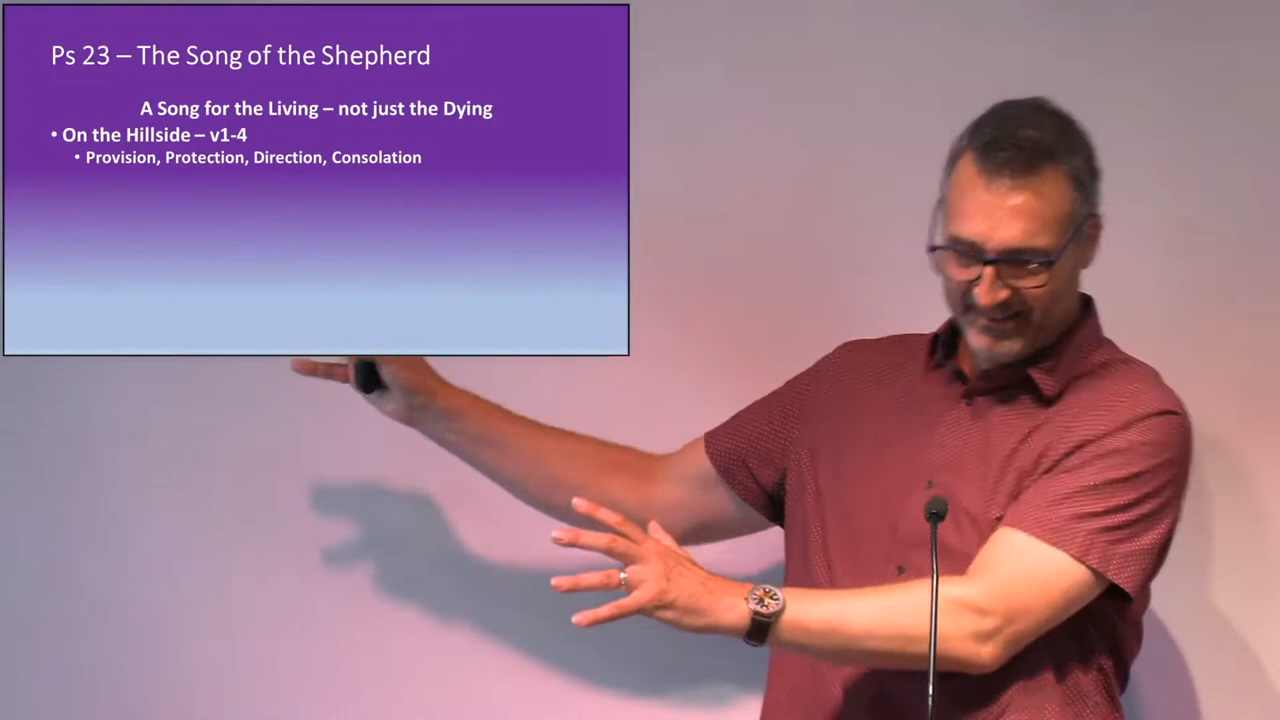 Ps 23 – The Song of the Shepherd
A Song for the Living – not just the Dying
• On the Hillside – v1-4
• Provision, Protection, Direction, Consolation